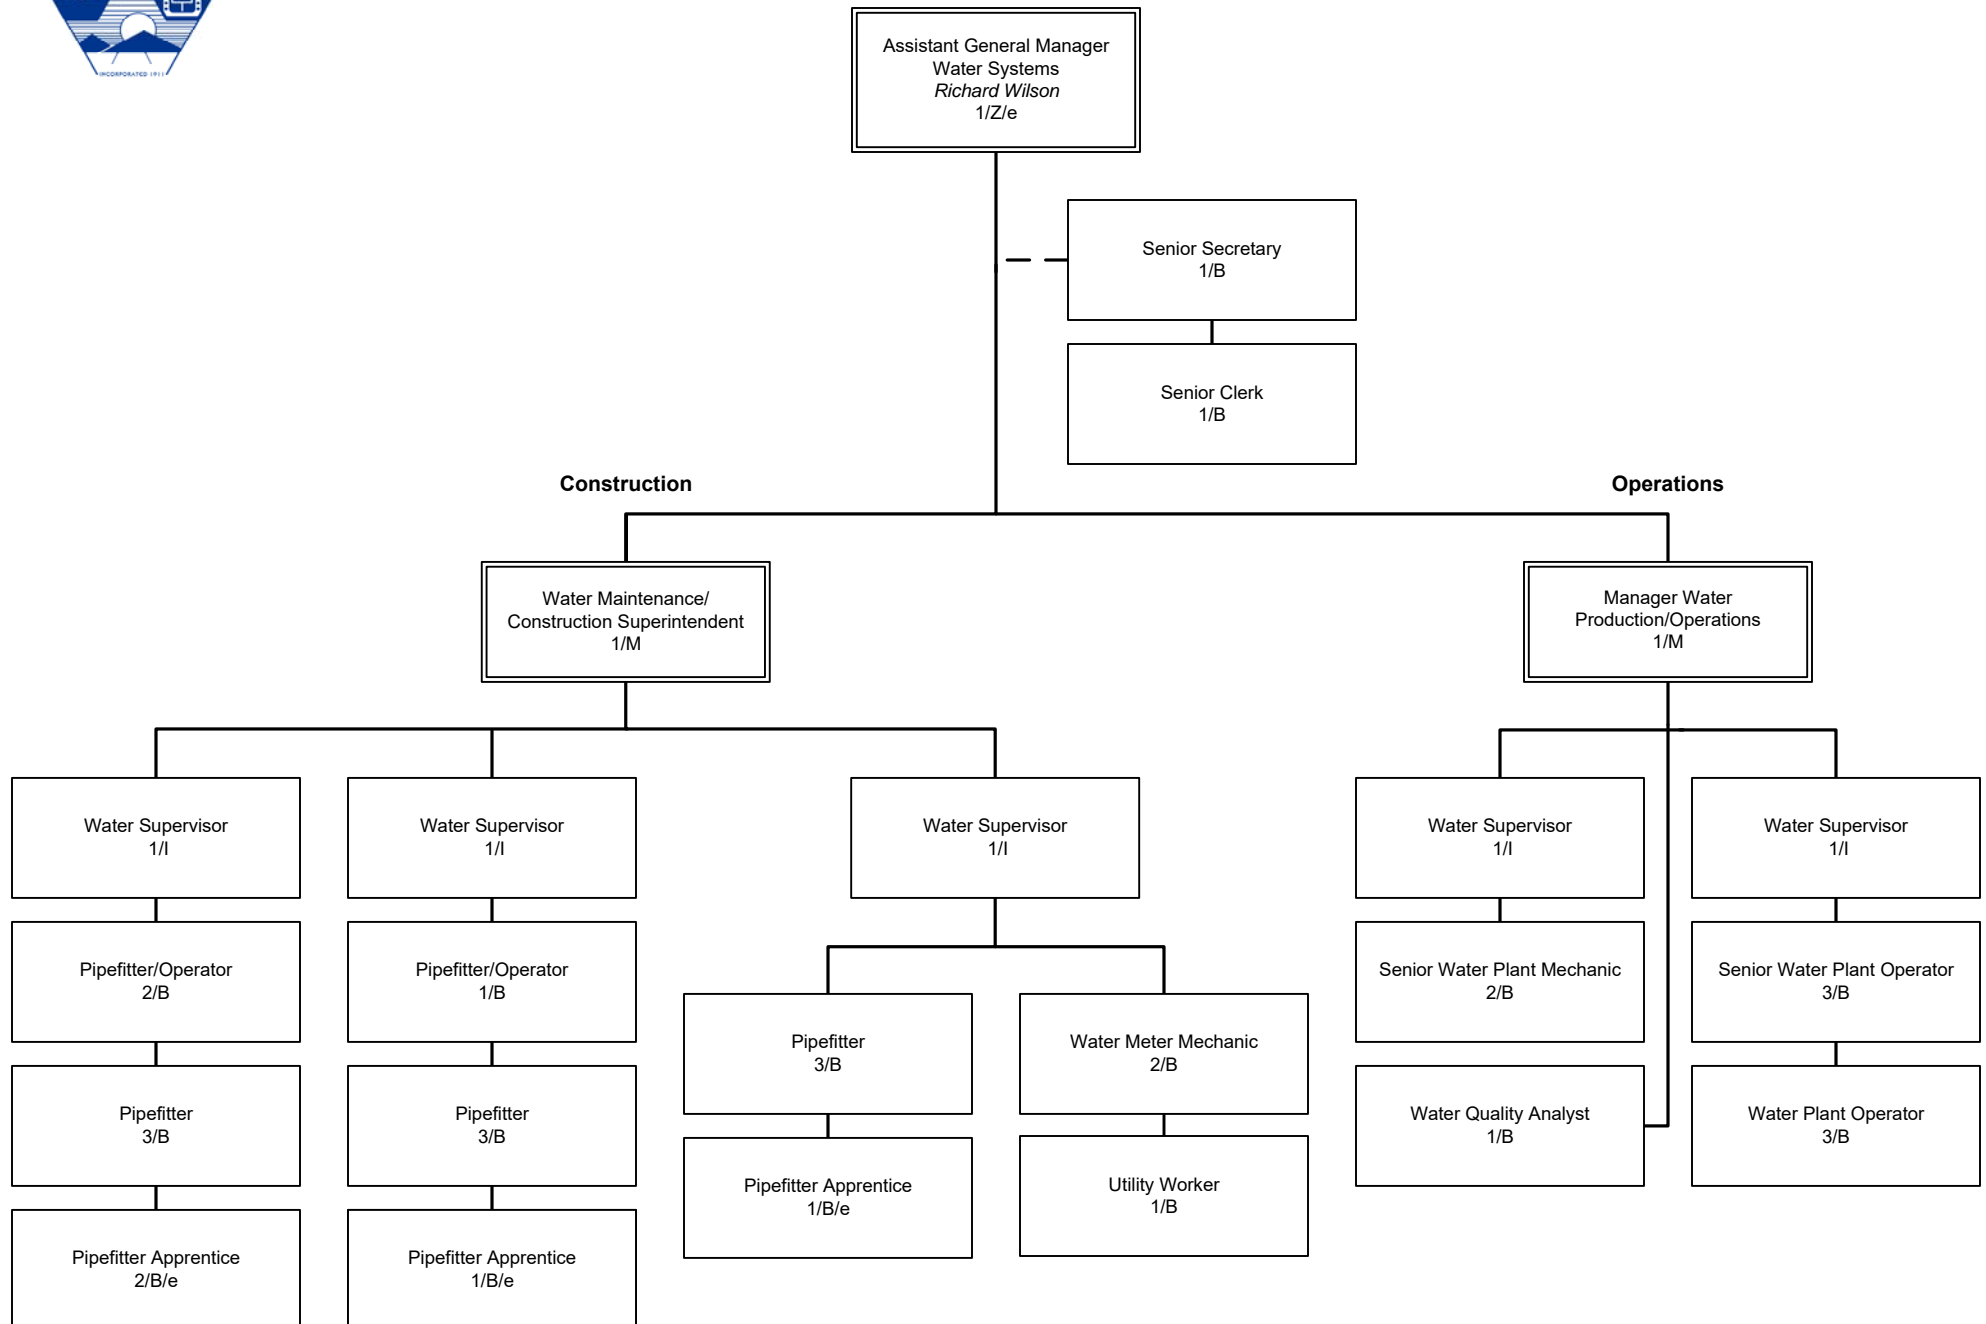 INCORPORATED 1911
Assistant General Manager
Water Systems
Richard Wilson
1/Z/e
Senior Secretary
1/B
Senior Clerk
1/B
Construction
Operations
Water Maintenance/
Construction Superintendent
1/M
Manager Water
Production/Operations
1/M
Water Supervisor
1/I
Water Supervisor
1/I
Water Supervisor
1/I
Water Supervisor
1/I
Water Supervisor
1/I
Pipefitter/Operator
2/B
Pipefitter/Operator
1/B
Senior Water Plant Mechanic
2/B
Senior Water Plant Operator
3/B
Pipefitter
3/B
Water Meter Mechanic
2/B
Pipefitter
3/B
Pipefitter
3/B
Water Quality Analyst
1/B
Water Plant Operator
3/B
Pipefitter Apprentice
1/B/e
Utility Worker
1/B
Pipefitter Apprentice
2/B/e
Pipefitter Apprentice
1/B/e